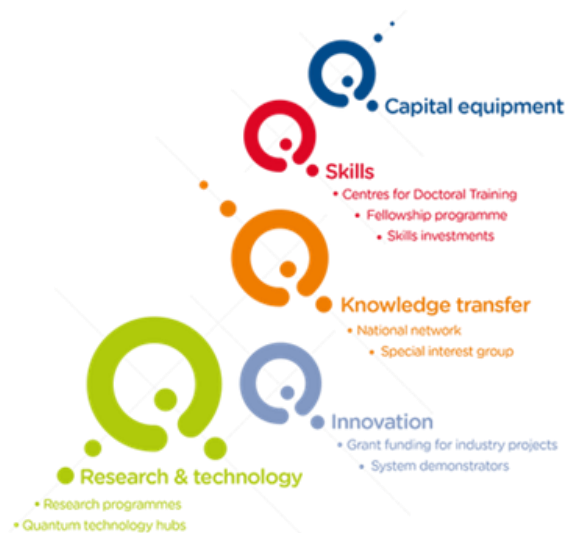 Capital equipment
Skills
• Centres for Doctoral Training
• Fellowship programme
• Skills investments
Knowledge transfer
• National network
• Special interest group
Innovation
• Grant funding for industry projects
• System demonstrators
Research & technology
• Research programmes
• Quantum technology hubs